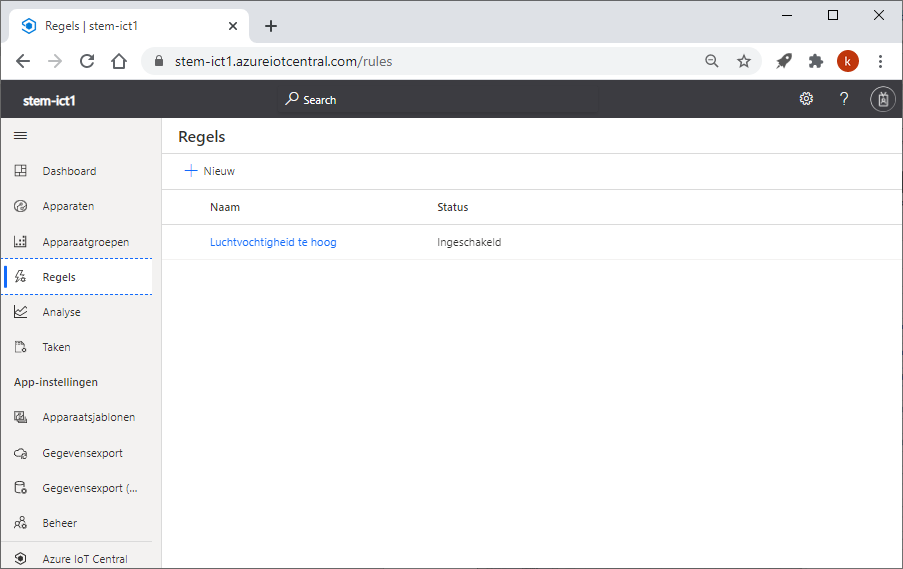 Regels | stem-ict1
stem-ict1.azureiotcentral.com/rules
k
stem-ict1
Search
?
Regels
Nieuw
Naam Status
Luchtvochtigheid te hoog Ingeschakeld
Dashboard
Apparaten
Apparaatgroepen
Regels
Analyse
Taken
App-instellingen
Apparaatsjablonen
Gegevensexport
Gegevensexport (...
Beheer
Azure IoT Central